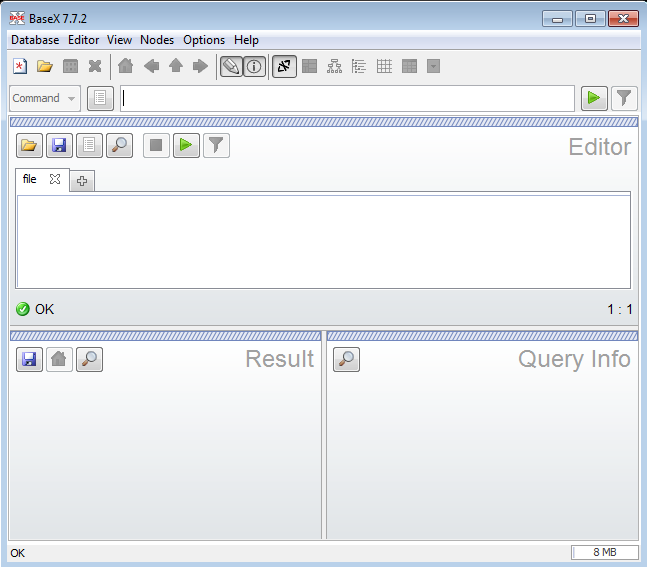 BaseX 7.7.2
Database Editor View Nodes Options Help
Command
Editor
file
OK 1 : 1
Result Query Info
OK 8 MB